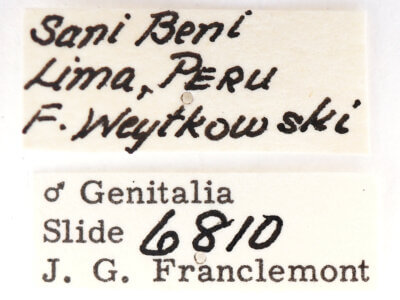 Sani Beni
Lima, PERU
F. Weytkowski
♂ Genitalia
Slide 6810
J. G. Franclemont